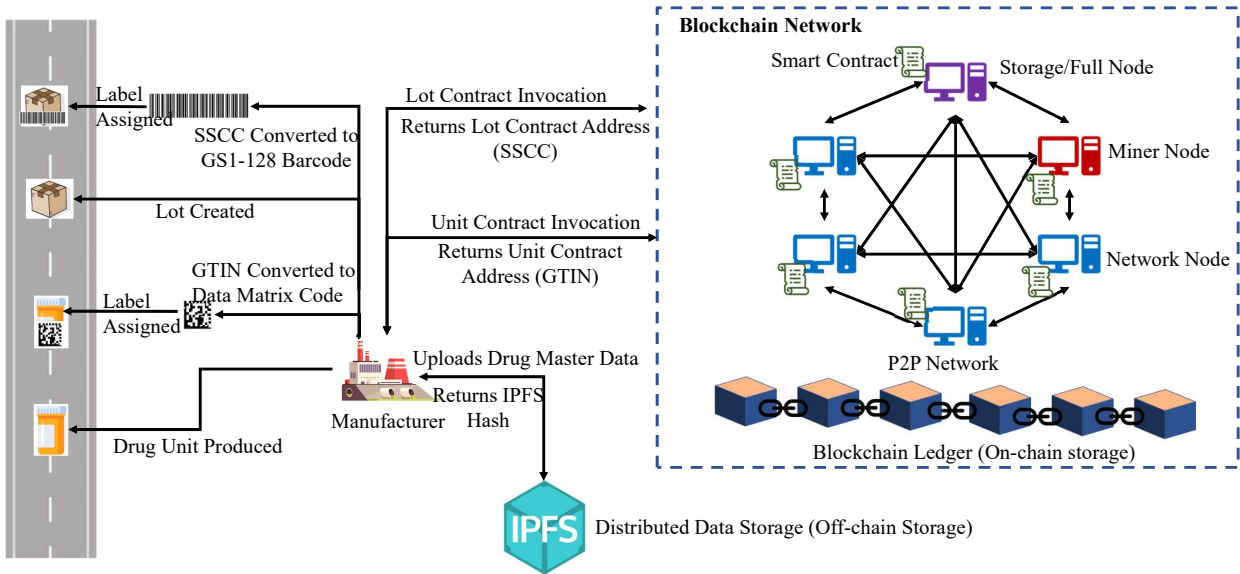 Blockchain Network
Smart Contract
Storage/Full Node
Label
Assigned
Lot Contract Invocation
SSCC Converted to
GS1-128 Barcode
Returns Lot Contract Address
(SSCC)
Miner Node
Lot Created
Unit Contract Invocation
Returns Unit Contract
Address (GTIN)
Network Node
GTIN Converted to
Data Matrix Code
Label
Assigned
Uploads Drug Master Data
P2P Network
Returns IPFS
Hash
Manufacturer
Drug Unit Produced
Blockchain Ledger (On-chain storage)
IPFS
Distributed Data Storage (Off-chain Storage)